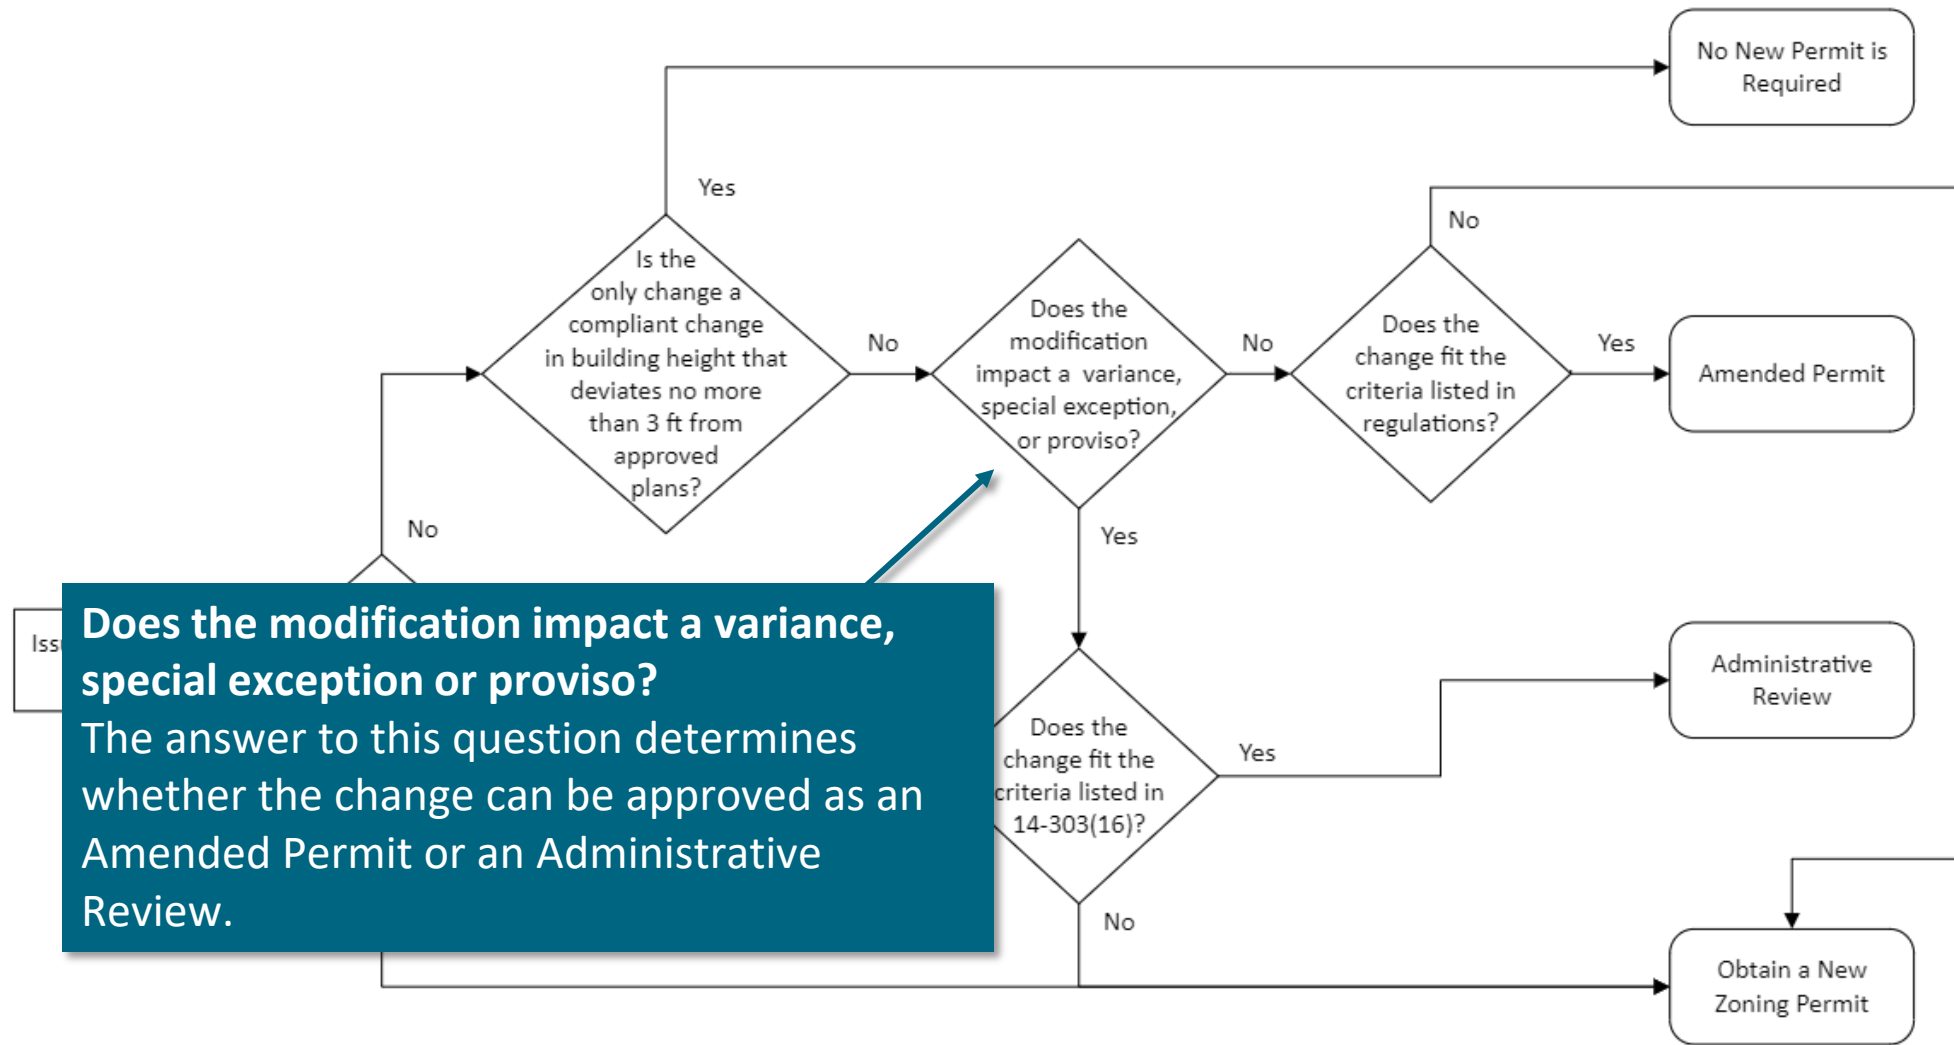 No New Permit is
Required
Yes
No
Is the
only change a
compliant change
in building height that
deviates no more
than 3 ft from
approved
plans?
No
Does the
modification
impact a variance,
special exception,
or proviso?
No
Does the
change fit the
criteria listed in
regulations?
Yes
Amended Permit
No
Yes
Does the modification impact a variance,
special exception or proviso?
The answer to this question determines
whether the change can be approved as an
Amended Permit or an Administrative
Review.
Does the
change fit the
criteria listed in
14-303(16)?
Yes
Administrative
Review
No
Obtain a New
Zoning Permit